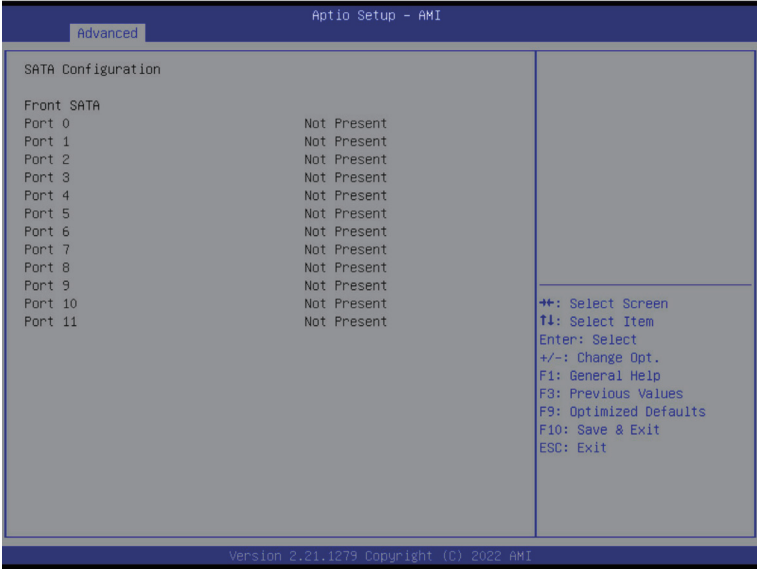 Aptio Setup – AMI
Advanced
SATA Configuration
Front SATA
Port 0 Not Present
Port 1 Not Present
Port 2 Not Present
Port 3 Not Present
Port 4 Not Present
Port 5 Not Present
Port 6 Not Present
Port 7 Not Present
Port 8 Not Present
Port 9 Not Present
Port 10 Not Present
Port 11 Not Present
→←: Select Screen
↑↓: Select Item
Enter: Select
+/-: Change Opt.
F1: General Help
F3: Previous Values
F9: Optimized Defaults
F10: Save & Exit
ESC: Exit
Version 2.21.1279 Copyright (C) 2022 AMI